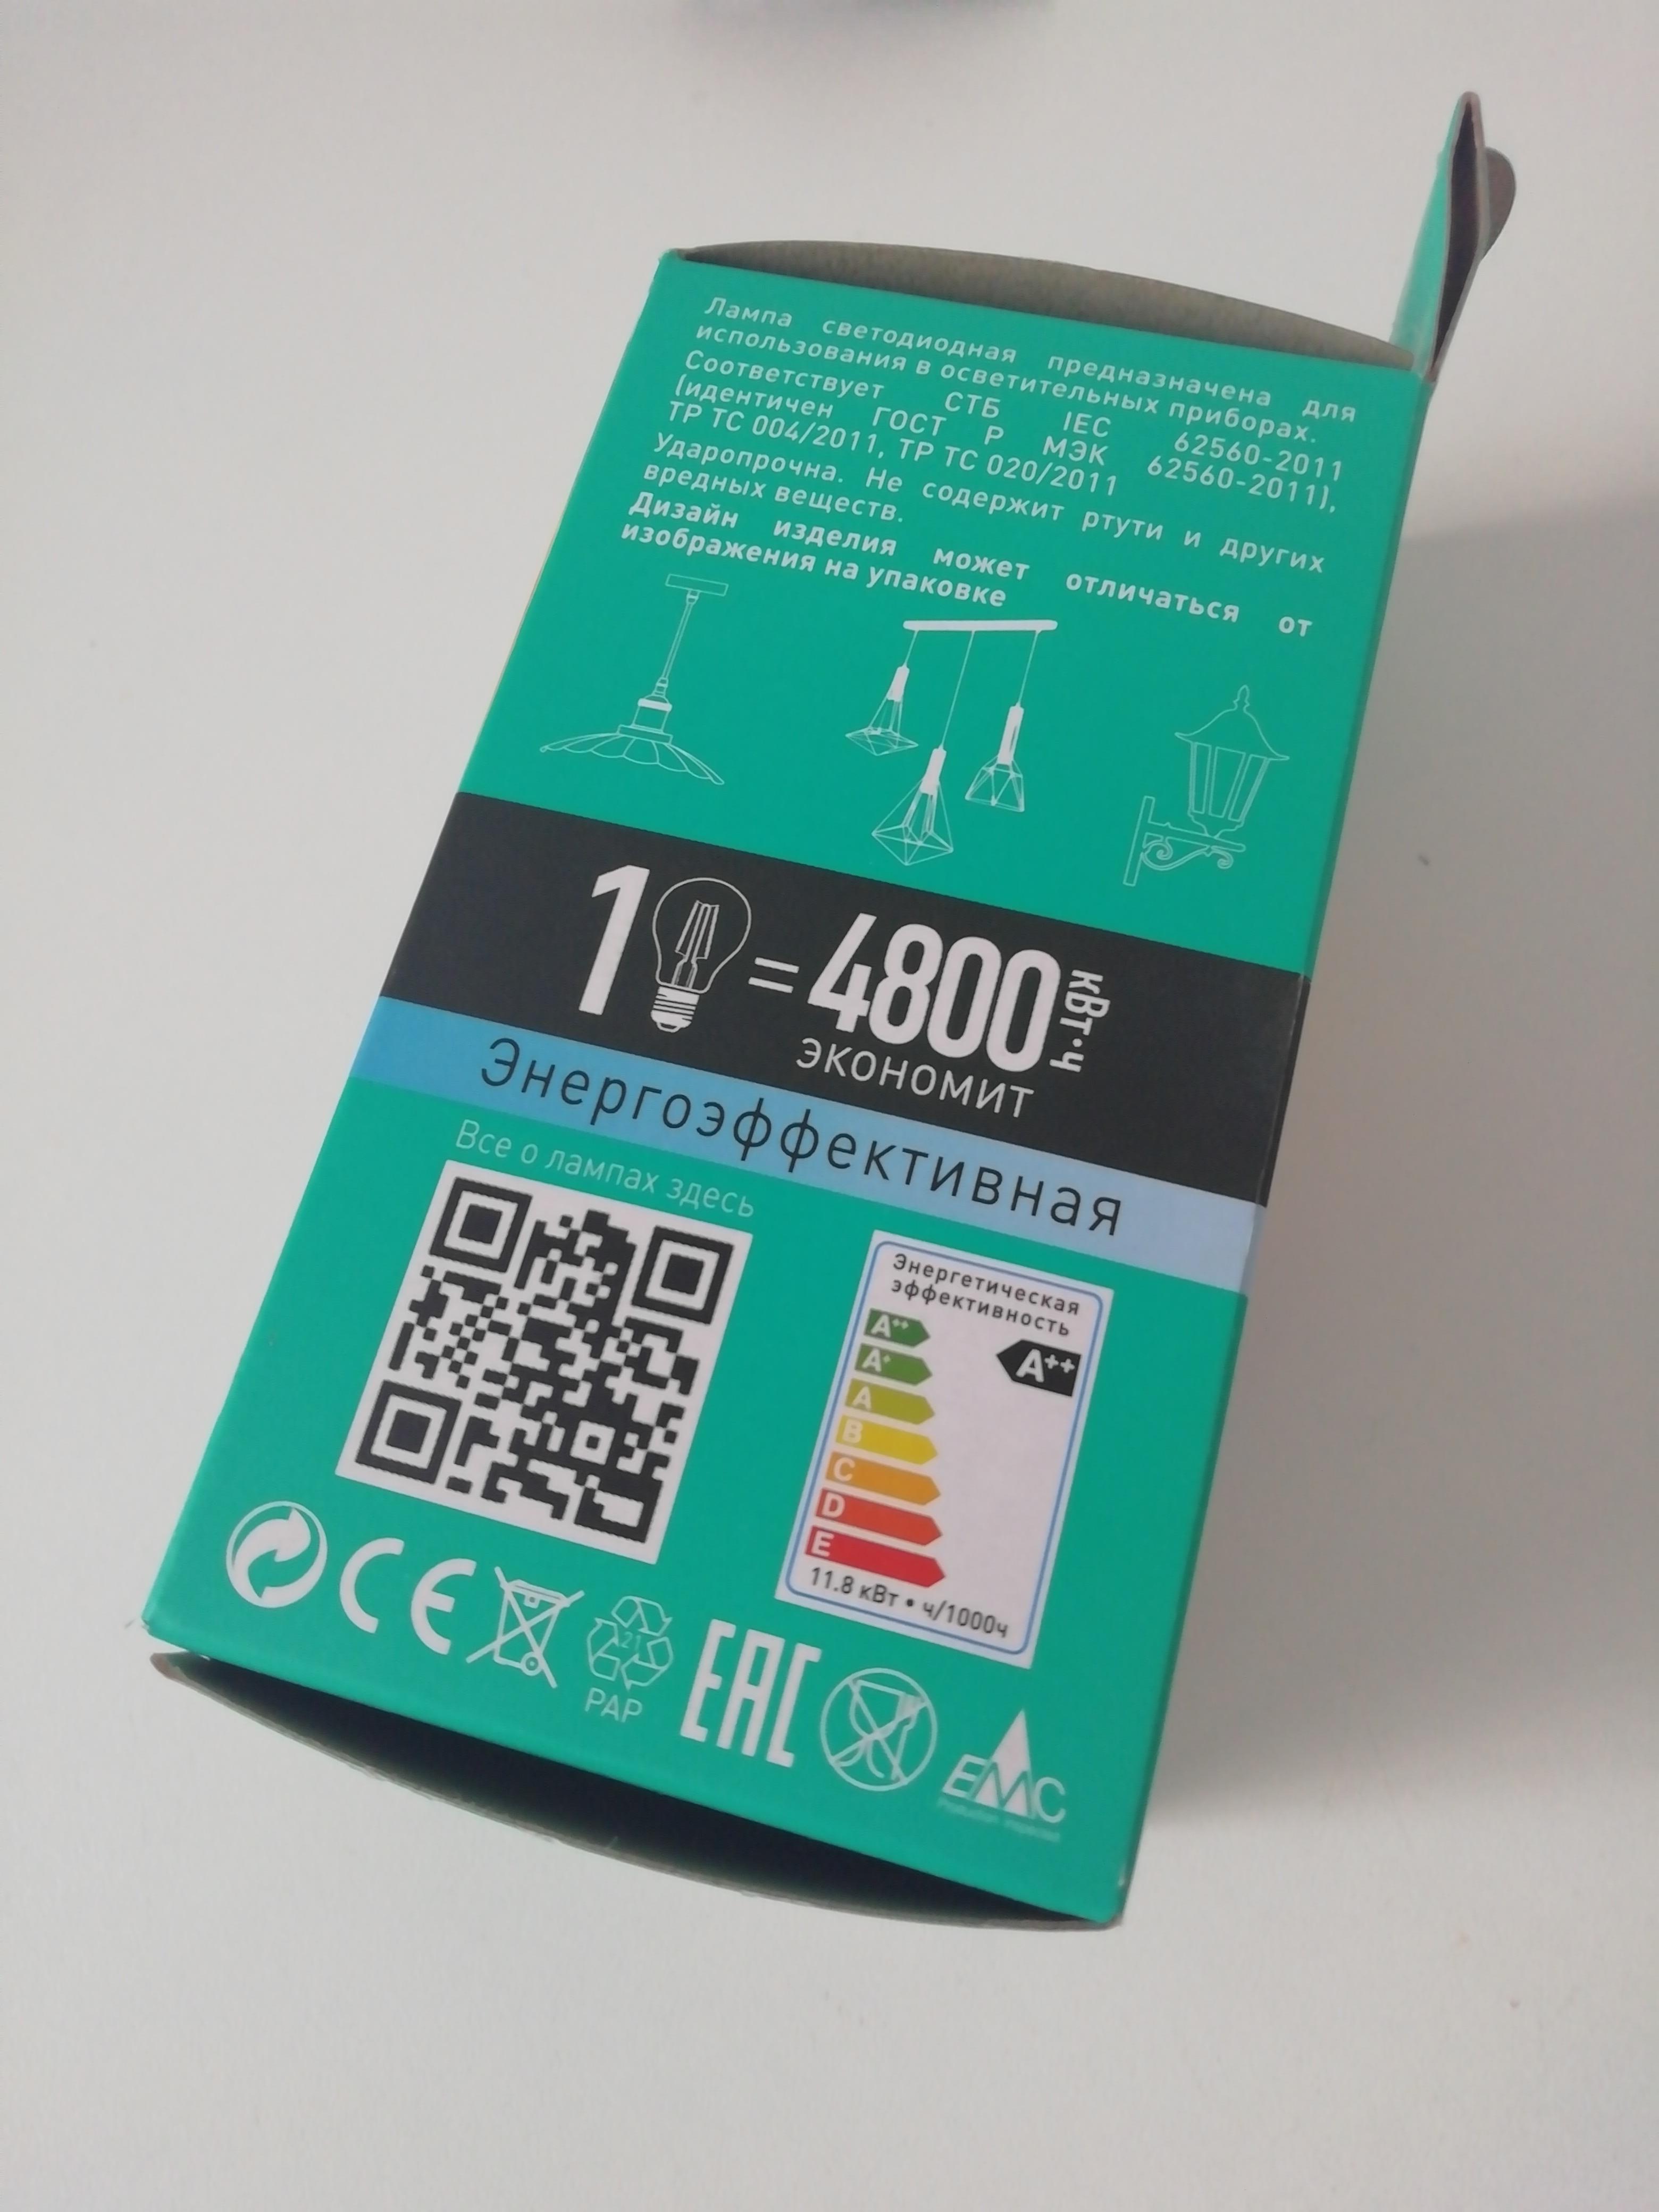 Лампа светодиодная предназначена для
использования в осветительных приборах.
Соответствует СТБ IEC 62560-2011
(идентичен ГОСТ Р МЭК 62560-2011),
ТР ТС 004/2011, ТР ТС 020/2011
Ударопрочна. Не содержит ртути и других
вредных веществ.
Дизайн изделия может отличаться от
изображения на упаковке
1 = 4800 кВт·ч
экономит
Энергоэффективная
Все о лампах здесь
Энергетическая
эффективность
A++
A++
A+
A
B
C
D
E
11.8 кВт • ч/1000ч
CE
21
PAP
EAC
EMC